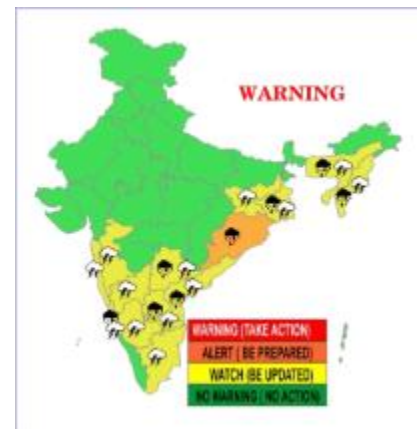 WARNING
WARNING (TAKE ACTION)
ALERT ( BE PREPARED)
WATCH (BE UPDATED)
NO WARNING ( NO ACTION)